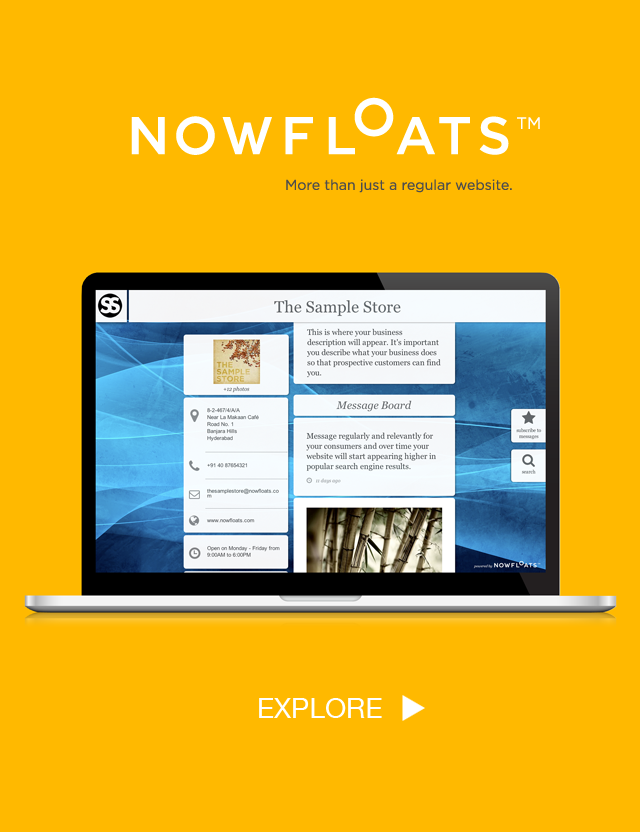 NOWFLOATS™
More than just a regular website.
SS
The Sample Store
THE
SAMPLE
STORE
+12 photos
8-2-467/4/A/A
Near La Makaan Café
Road No. 1
Banjara Hills
Hyderabad
+91 40 87654321
thesamplestore@nowfloats.co
m
www.nowfloats.com
Open on Monday - Friday from
9:00AM to 6:00PM
This is where your business
description will appear. It's important
you describe what your business does
so that prospective customers can find
you.
Message Board
Message regularly and relevantly for
your consumers and over time your
website will start appearing higher in
popular search engine results.
11 days ago
subscribe to
messages
search
powered by NOWFLOATS™
EXPLORE